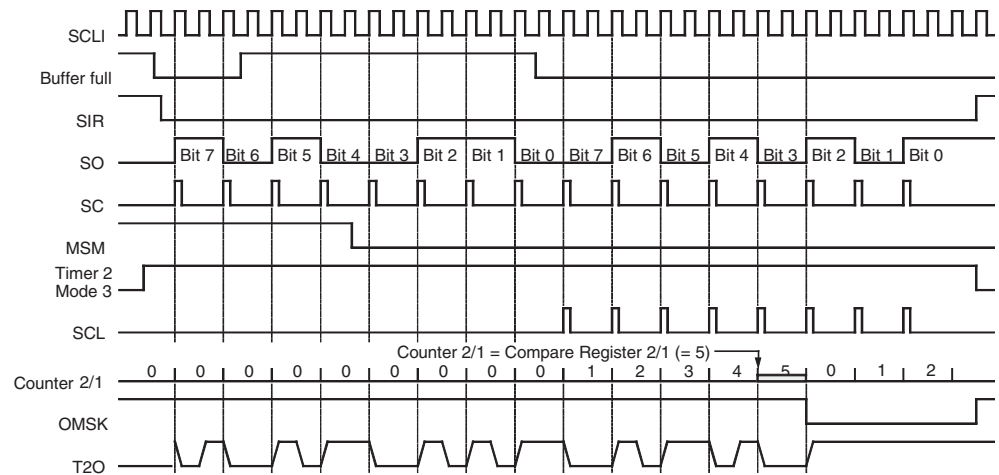 SCLI
Buffer full
SIR
SO Bit 7 Bit 6 Bit 5 Bit 4 Bit 3 Bit 2 Bit 1 Bit 0 Bit 7 Bit 6 Bit 5 Bit 4 Bit 3 Bit 2 Bit 1 Bit 0
SC
MSM
Timer 2
Mode 3
SCL
Counter 2/1 = Compare Register 2/1 (= 5)
Counter 2/1 0 0 0 0 0 0 0 0 0 1 2 3 4 5 0 1 2
OMSK
T2O